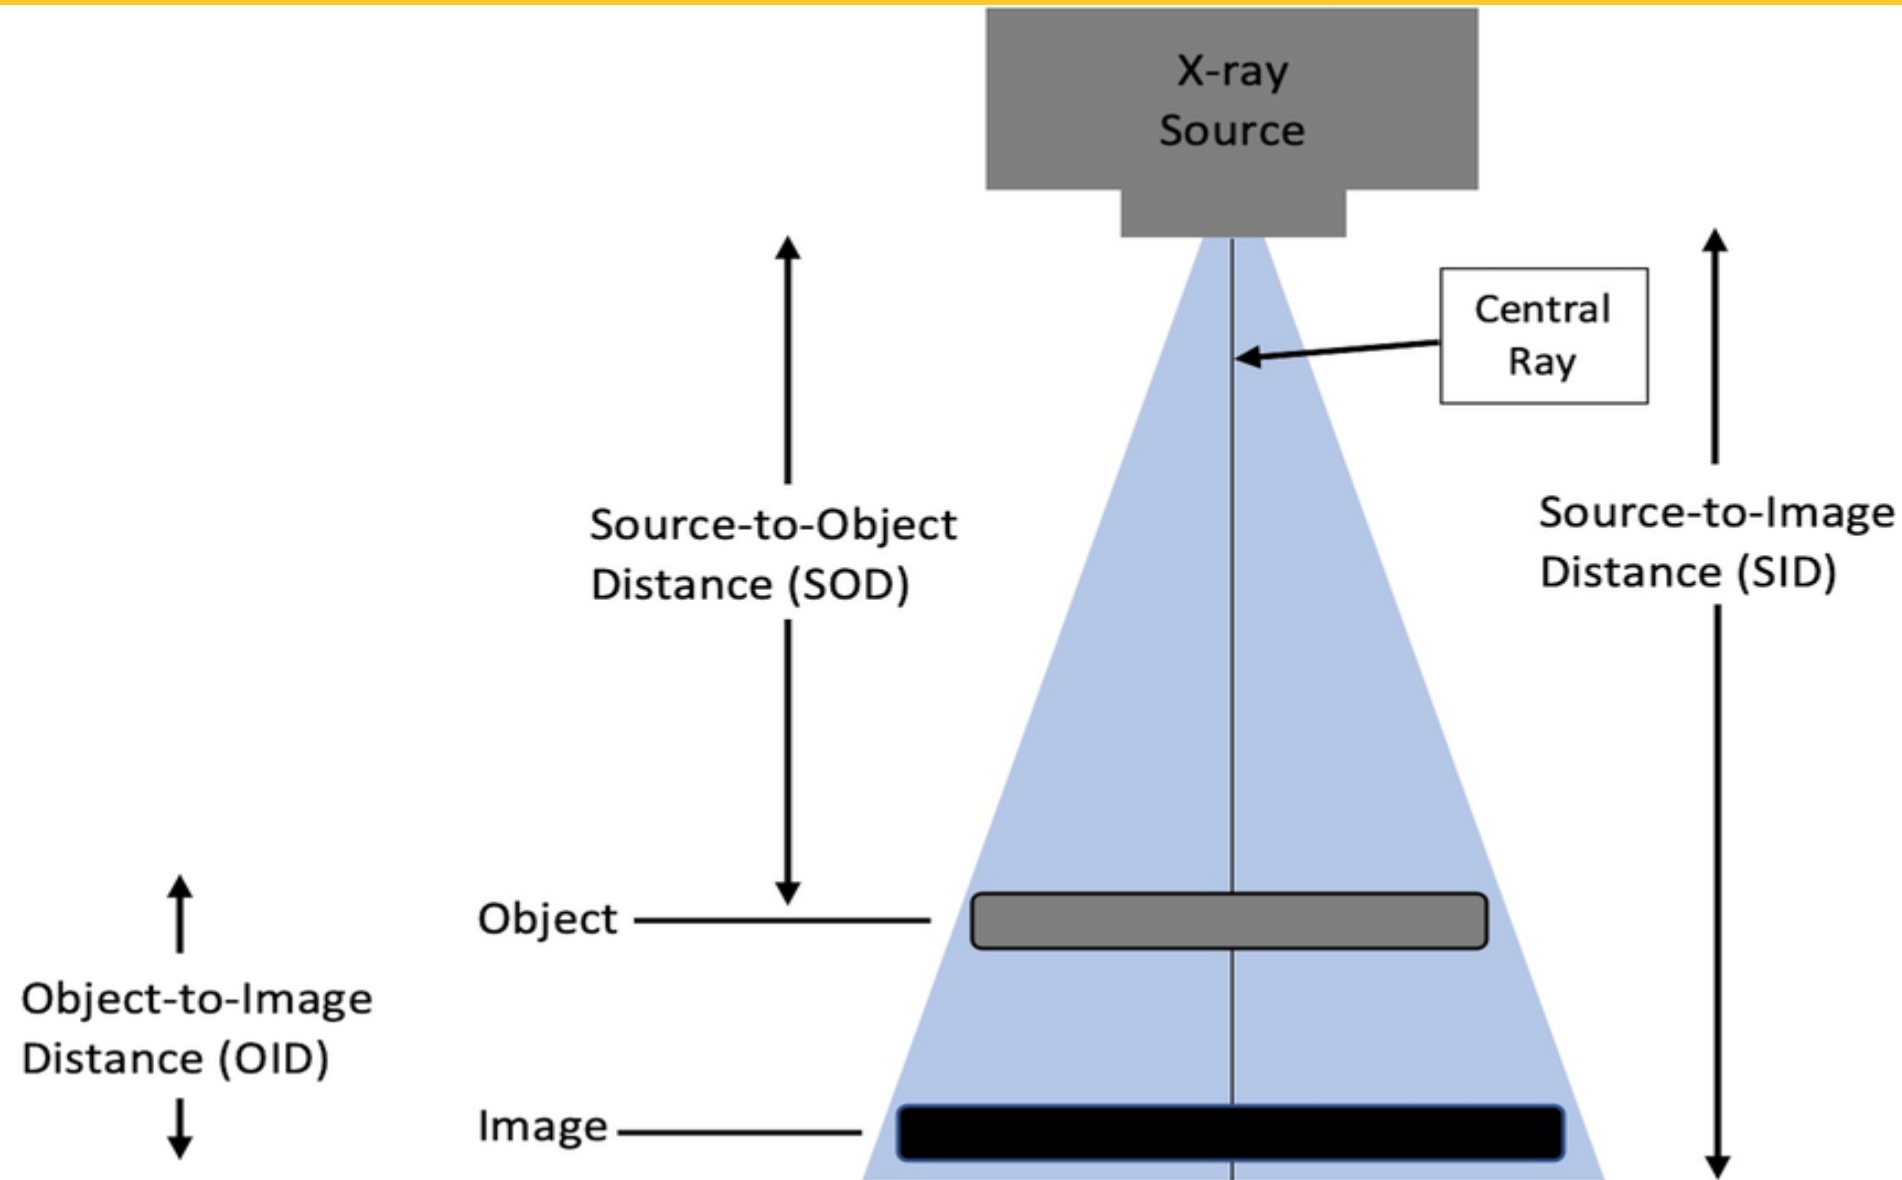 X-ray
Source
Central
Ray
Source-to-Object
Distance (SOD)
Source-to-Image
Distance (SID)
Object
Object-to-Image
Distance (OID)
Image